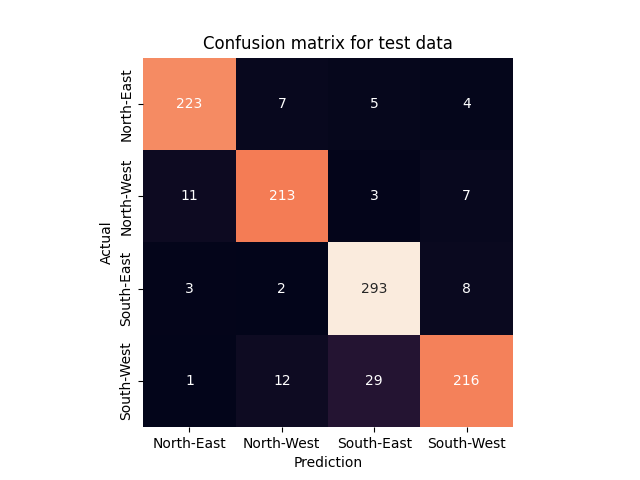 Confusion matrix for test data
North-East
223 7 5 4
North-West
11 213 3 7
Actual
South-East
3 2 293 8
South-West
1 12 29 216
North-East North-West South-East South-West
Prediction